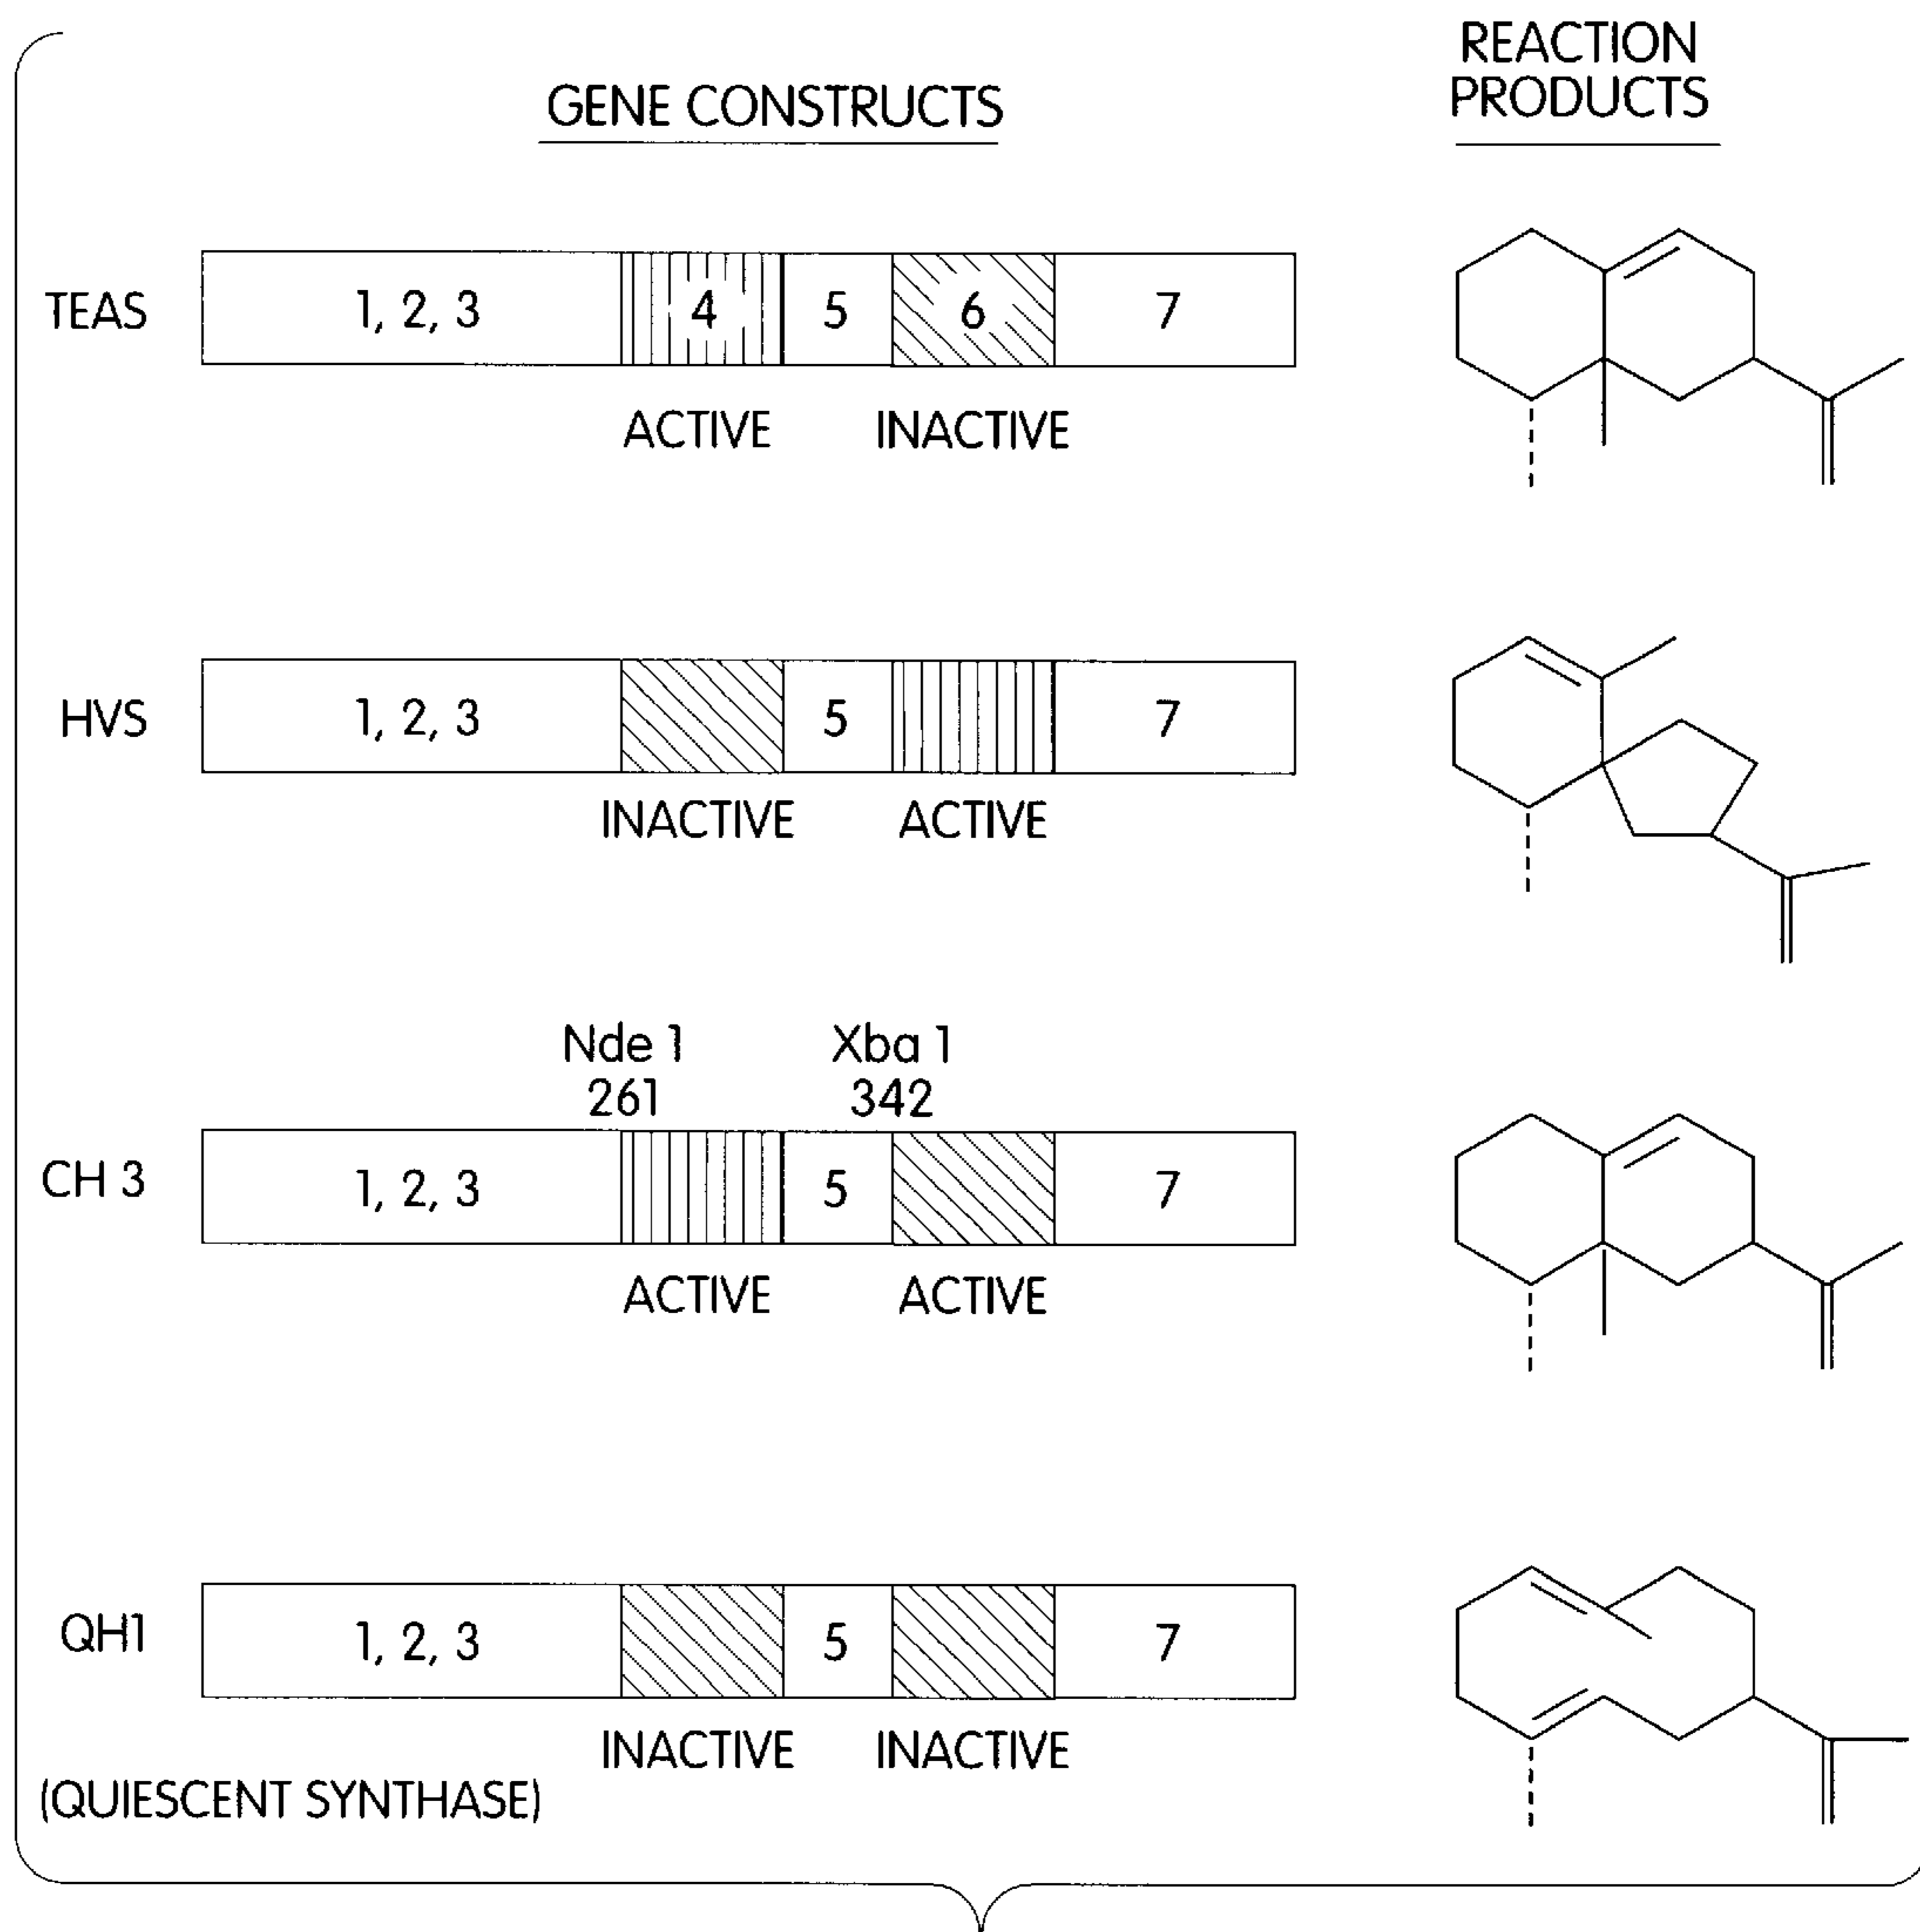 GENE CONSTRUCTS
REACTION
PRODUCTS
TEAS
1, 2, 3
4
5
6
7
ACTIVE
INACTIVE
HVS
1, 2, 3
5
7
INACTIVE
ACTIVE
Nde 1
261
Xba 1
342
CH 3
1, 2, 3
5
7
ACTIVE
ACTIVE
QH1
1, 2, 3
5
7
INACTIVE
INACTIVE
(QUIESCENT SYNTHASE)